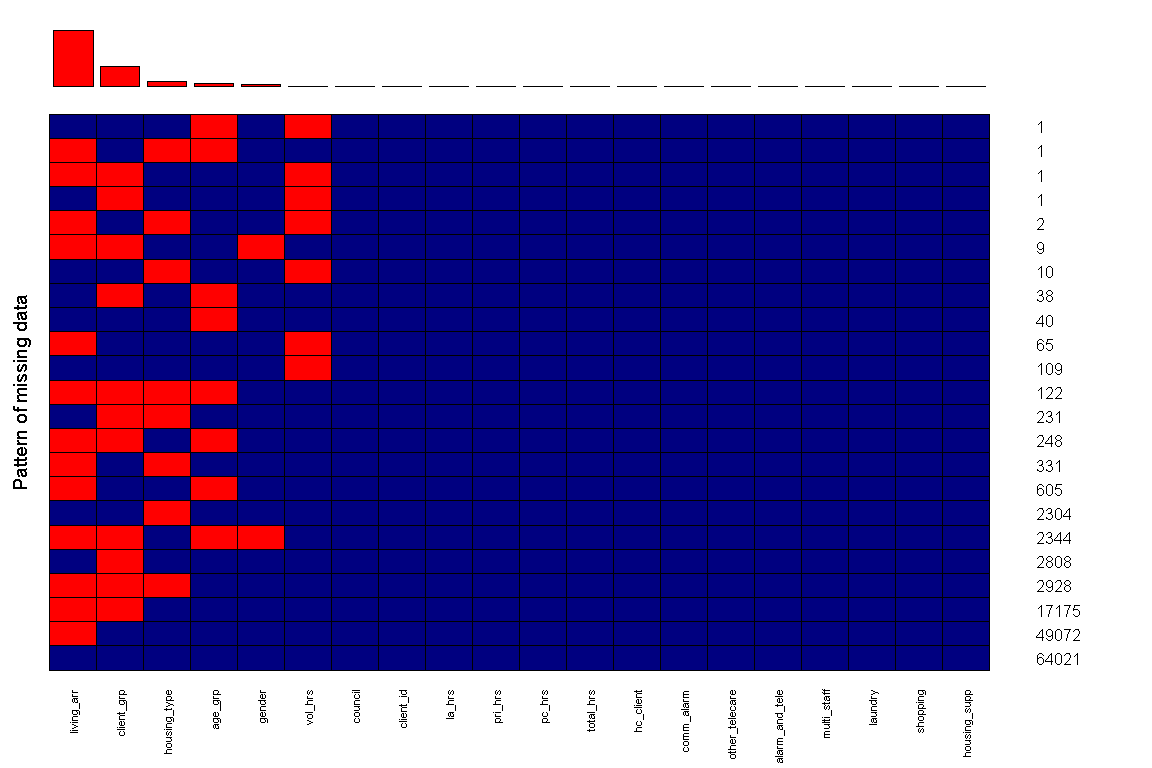 Pattern of missing data
1
1
1
1
2
9
10
38
40
65
109
122
231
248
331
605
2304
2344
2808
2928
17175
49072
64021
living_arr
client_grp
housing_type
age_grp
gender
vol_hrs
council
client_id
la_hrs
pri_hrs
pc_hrs
total_hrs
hc_client
comm_alarm
other_telecare
alarm_and_tele
multi_staff
laundry
shopping
housing_supp